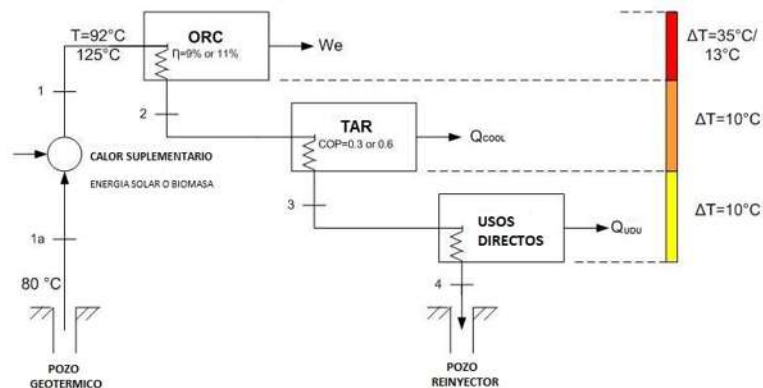 T=92°C
125°C
ORC
η=9% or 11%
We
ΔT=35°C/
13°C
1
2
TAR
COP=0.3 or 0.6
QCOOL
ΔT=10°C
CALOR SUPLEMENTARIO
ENERGIA SOLAR O BIOMASA
3
USOS
DIRECTOS
QUDU
ΔT=10°C
1a
80 °C
4
POZO
GEOTERMICO
POZO
REINYECTOR